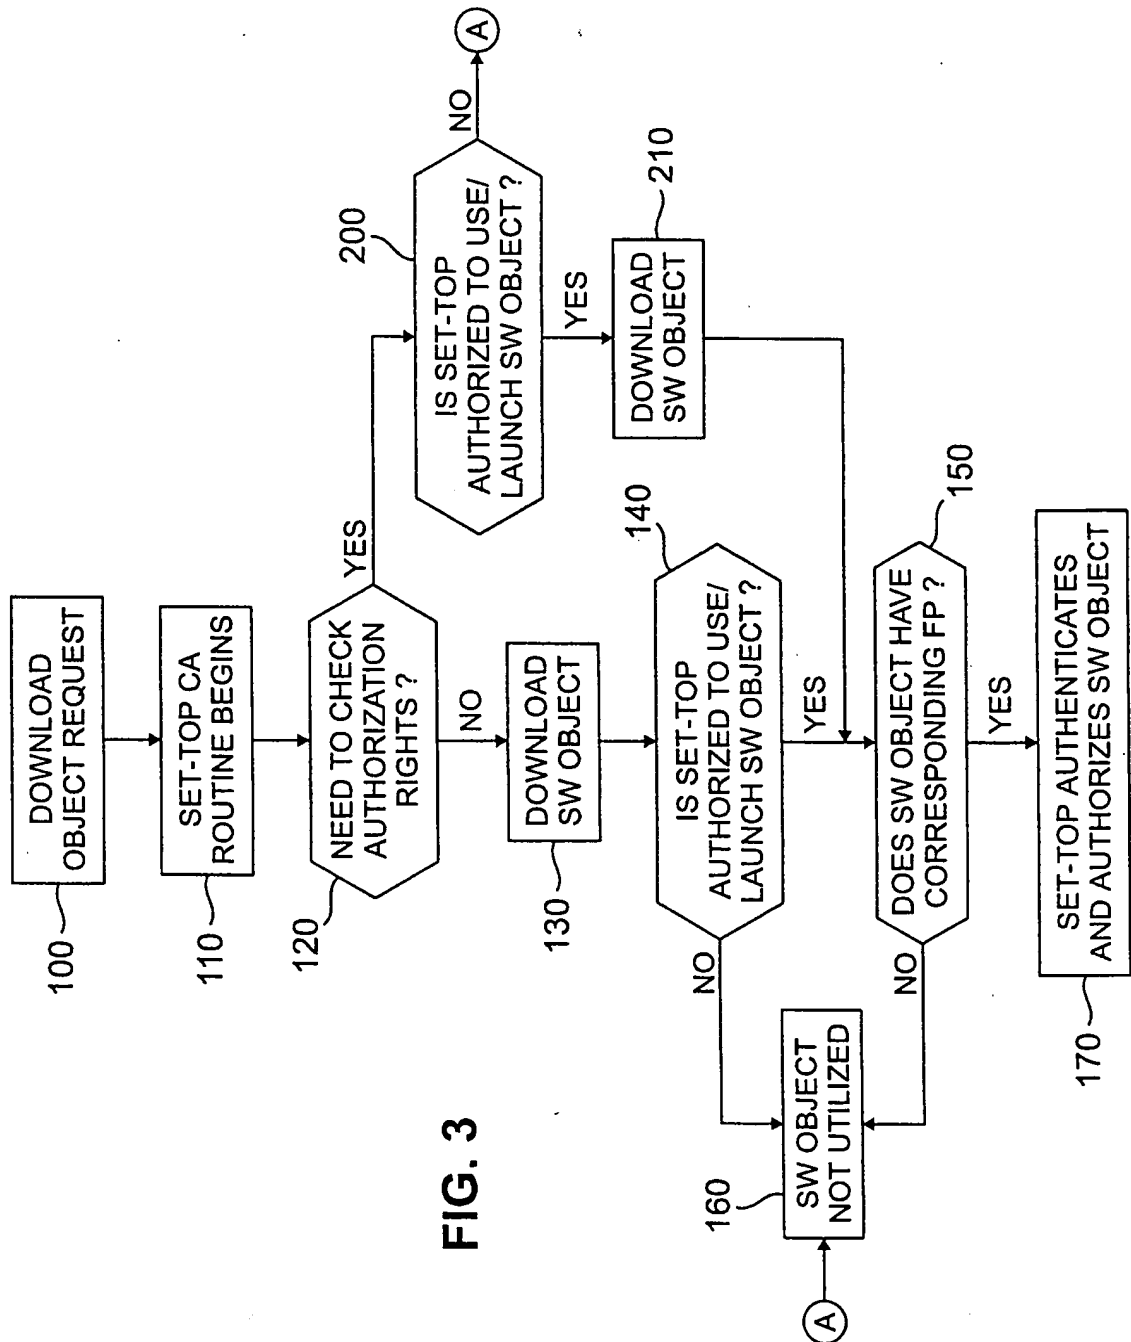 DOWNLOAD
OBJECT REQUEST
100
SET-TOP CA
ROUTINE BEGINS
110
NEED TO CHECK
AUTHORIZATION
RIGHTS ?
120
YES
NO
IS SET-TOP
AUTHORIZED TO USE/
LAUNCH SW OBJECT ?
200
NO
A
YES
DOWNLOAD
SW OBJECT
210
DOWNLOAD
SW OBJECT
130
IS SET-TOP
AUTHORIZED TO USE/
LAUNCH SW OBJECT ?
140
NO
YES
DOES SW OBJECT HAVE
CORRESPONDING FP ?
150
NO
YES
SW OBJECT
NOT UTILIZED
160
A
SET-TOP AUTHENTICATES
AND AUTHORIZES SW OBJECT
170
FIG. 3